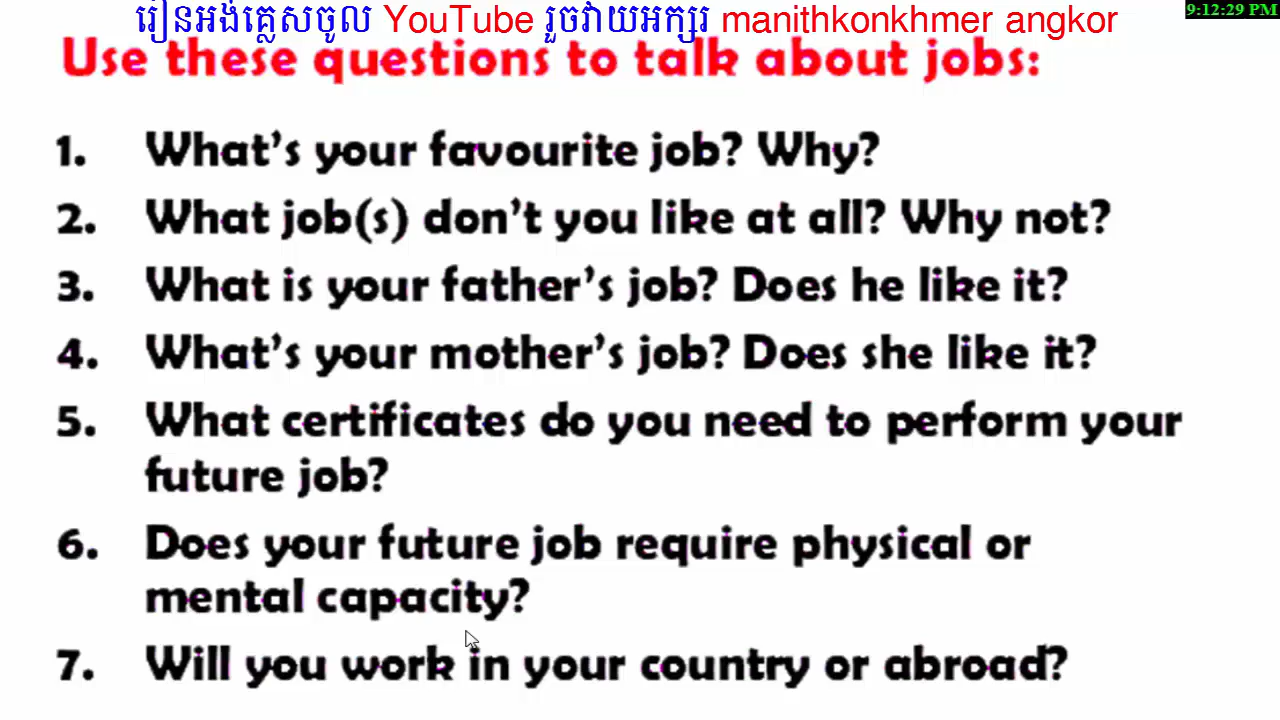 រៀនអង់គ្លេសចូល YouTube រួចវាយអក្សរ manithkonkhmer angkor
9:12:29 PM
Use these questions to talk about jobs:
1. What's your favourite job? Why?
2. What job(s) don't you like at all? Why not?
3. What is your father's job? Does he like it?
4. What's your mother's job? Does she like it?
5. What certificates do you need to perform your
future job?
6. Does your future job require physical or
mental capacity?
7. Will you work in your country or abroad?